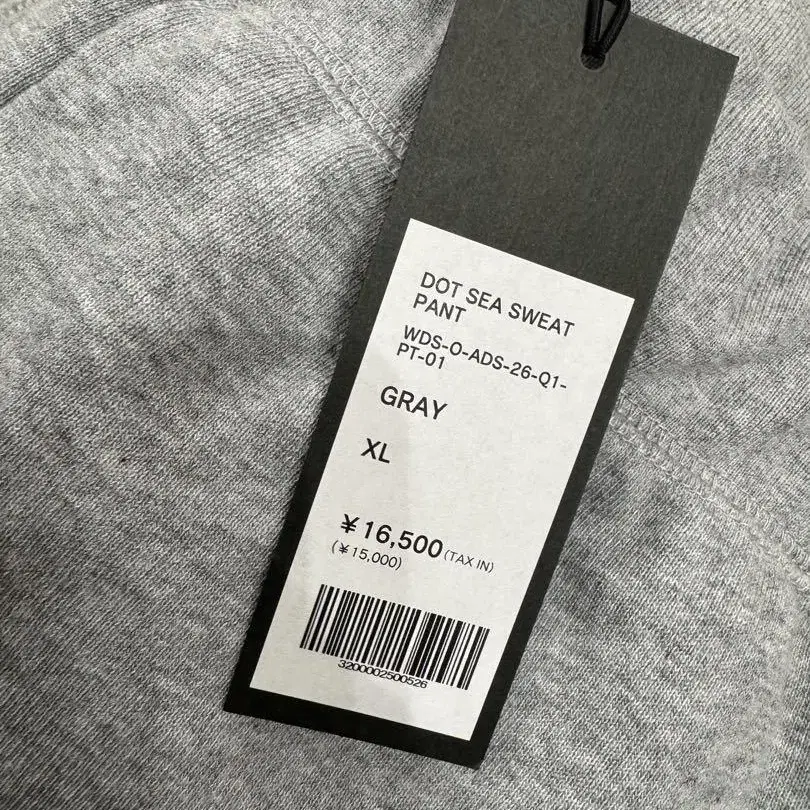 DOT SEA SWEAT
PANT
WDS-O-ADS-26-Q1-
PT-01
GRAY
XL
¥16,500(TAX IN)
(¥15,000)
3200002500526